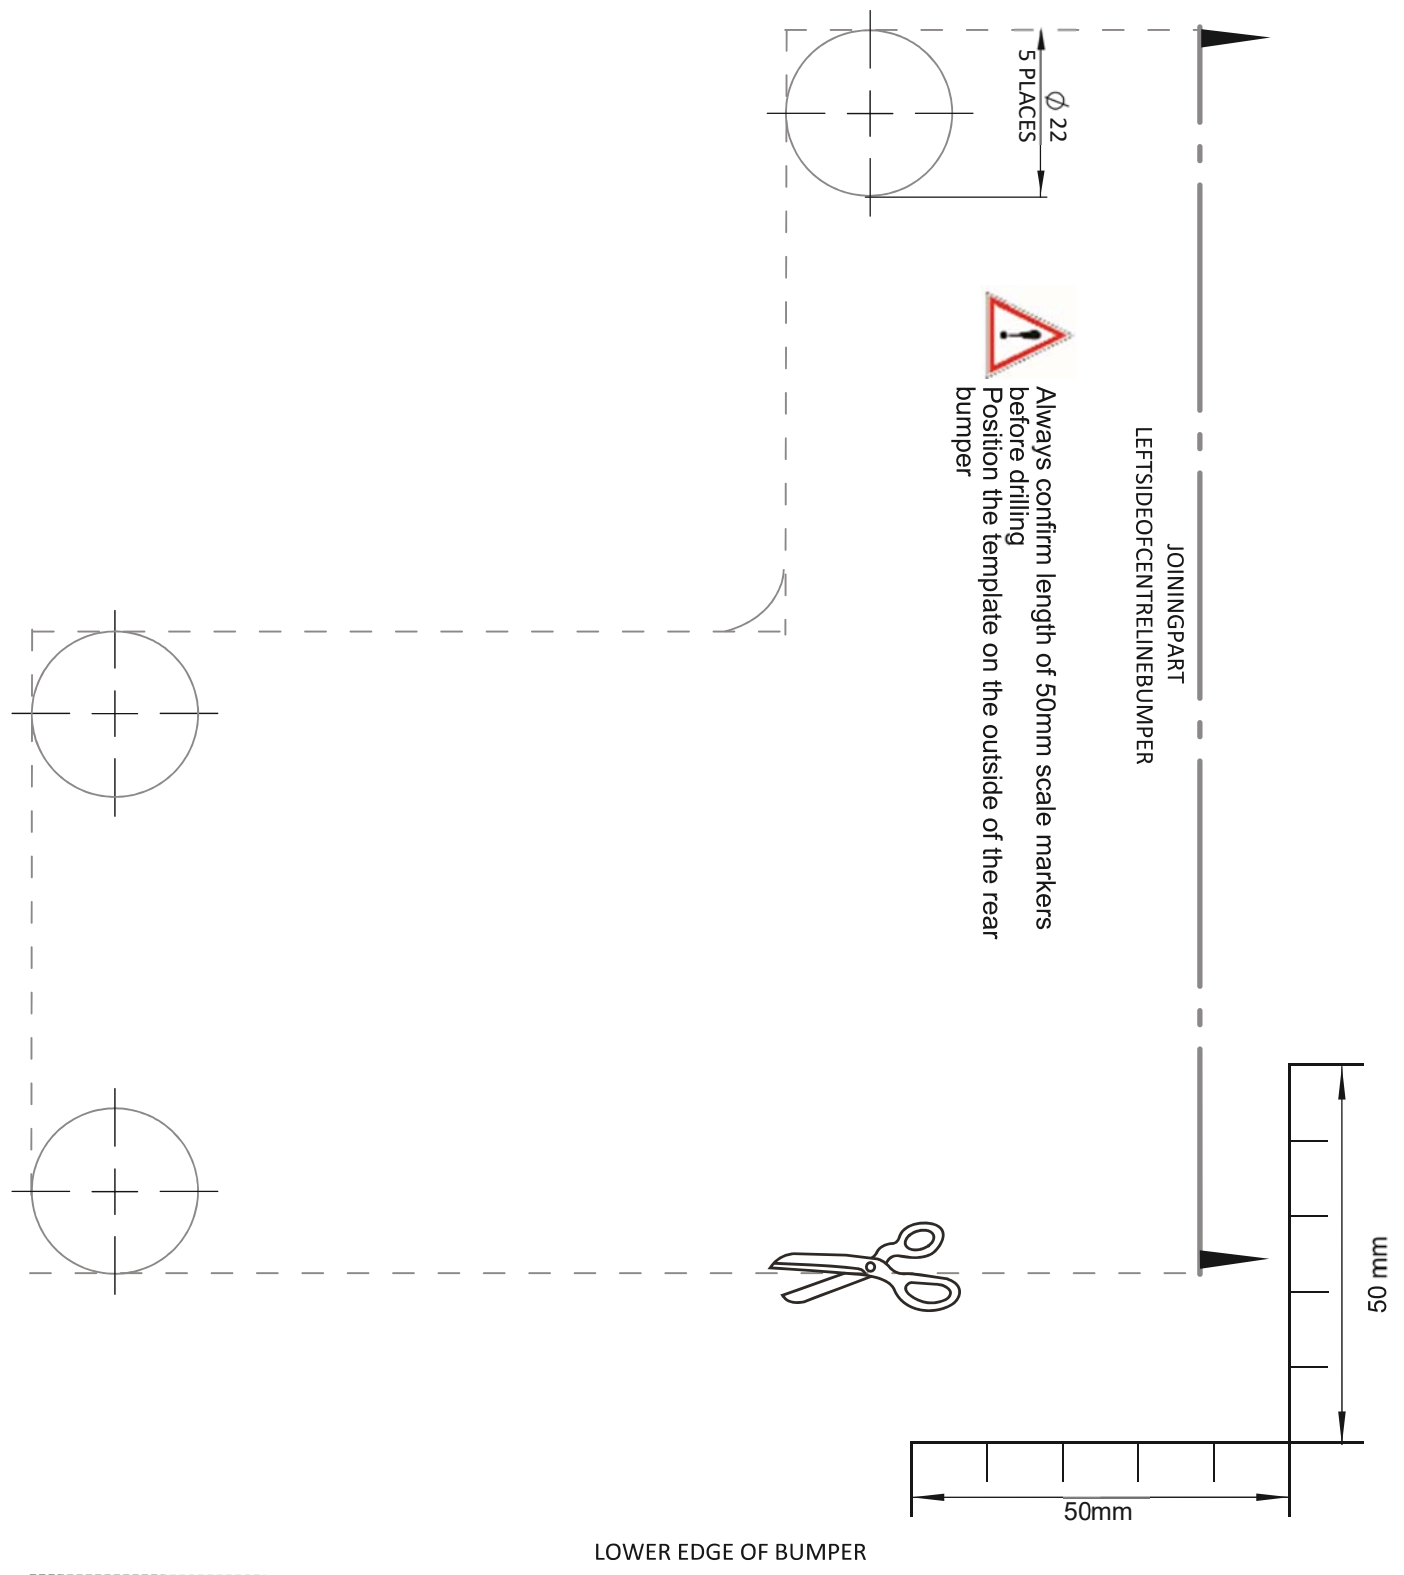 Ø 22
5 PLACES
Always confirm length of 50mm scale markers
before drilling
Position the template on the outside of the rear
bumper
JOININGPART
LEFTSIDEOFCENTRELINEBUMPER
50 mm
50mm
LOWER EDGE OF BUMPER